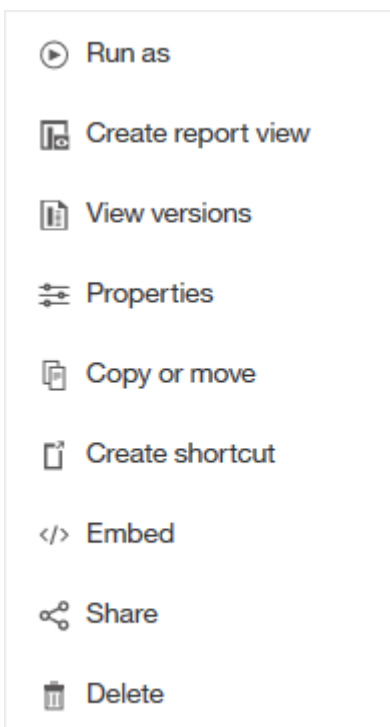 Run as
Create report view
View versions
Properties
Copy or move
Create shortcut
Embed
Share
Delete